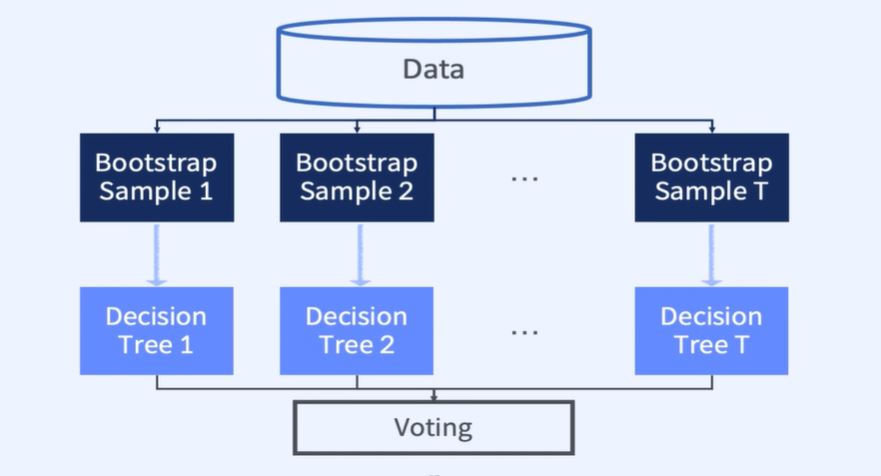 Data
Bootstrap
Sample 1
Bootstrap
Sample 2
...
Bootstrap
Sample T
Decision
Tree 1
Decision
Tree 2
...
Decision
Tree T
Voting